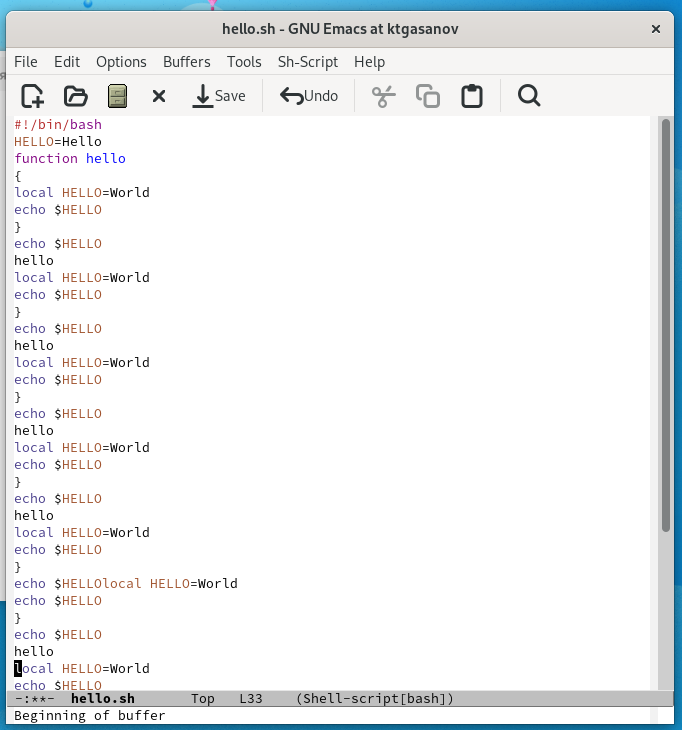 hello.sh - GNU Emacs at ktgasanov
File Edit Options Buffers Tools Sh-Script Help
Save Undo
#!/bin/bash
HELLO=Hello
function hello
{
local HELLO=World
echo $HELLO
}
echo $HELLO
hello
local HELLO=World
echo $HELLO
}
echo $HELLO
hello
local HELLO=World
echo $HELLO
}
echo $HELLO
hello
local HELLO=World
echo $HELLO
}
echo $HELLO
hello
local HELLO=World
echo $HELLO
}
echo $HELLOlocal HELLO=World
echo $HELLO
}
echo $HELLO
hello
local HELLO=World
echo $HELLO
-:**- hello.sh Top L33 (Shell-script[bash])
Beginning of buffer